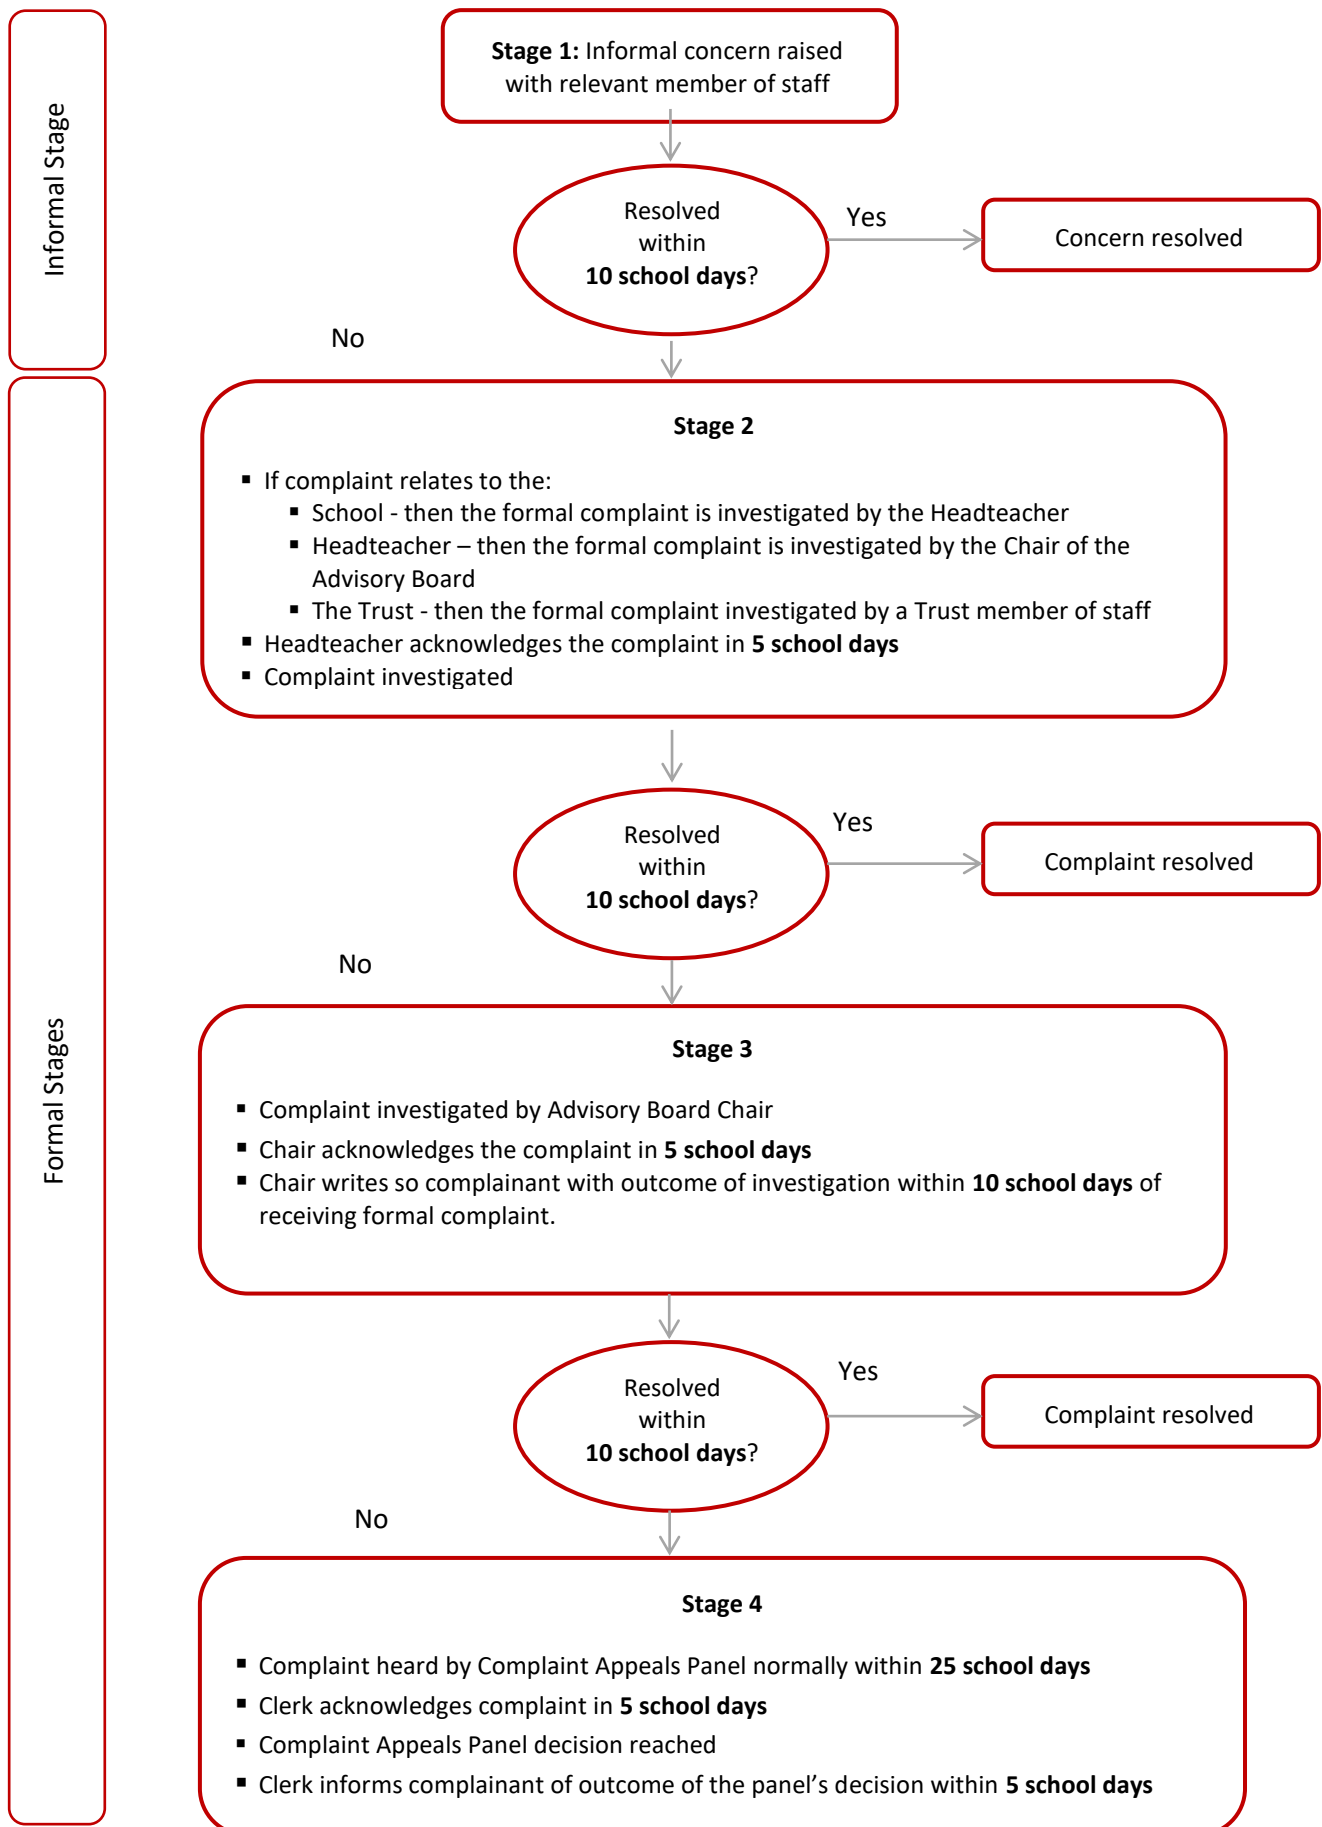 Informal Stage
Stage 1: Informal concern raised
with relevant member of staff
Resolved
within
10 school days?
Yes
Concern resolved
No
Formal Stages
Stage 2
▪ If complaint relates to the:
▪ School - then the formal complaint is investigated by the Headteacher
▪ Headteacher – then the formal complaint is investigated by the Chair of the
Advisory Board
▪ The Trust - then the formal complaint investigated by a Trust member of staff
▪ Headteacher acknowledges the complaint in 5 school days
▪ Complaint investigated
Resolved
within
10 school days?
Yes
Complaint resolved
No
Stage 3
▪ Complaint investigated by Advisory Board Chair
▪ Chair acknowledges the complaint in 5 school days
▪ Chair writes so complainant with outcome of investigation within 10 school days of
receiving formal complaint.
Resolved
within
10 school days?
Yes
Complaint resolved
No
Stage 4
▪ Complaint heard by Complaint Appeals Panel normally within 25 school days
▪ Clerk acknowledges complaint in 5 school days
▪ Complaint Appeals Panel decision reached
▪ Clerk informs complainant of outcome of the panel’s decision within 5 school days